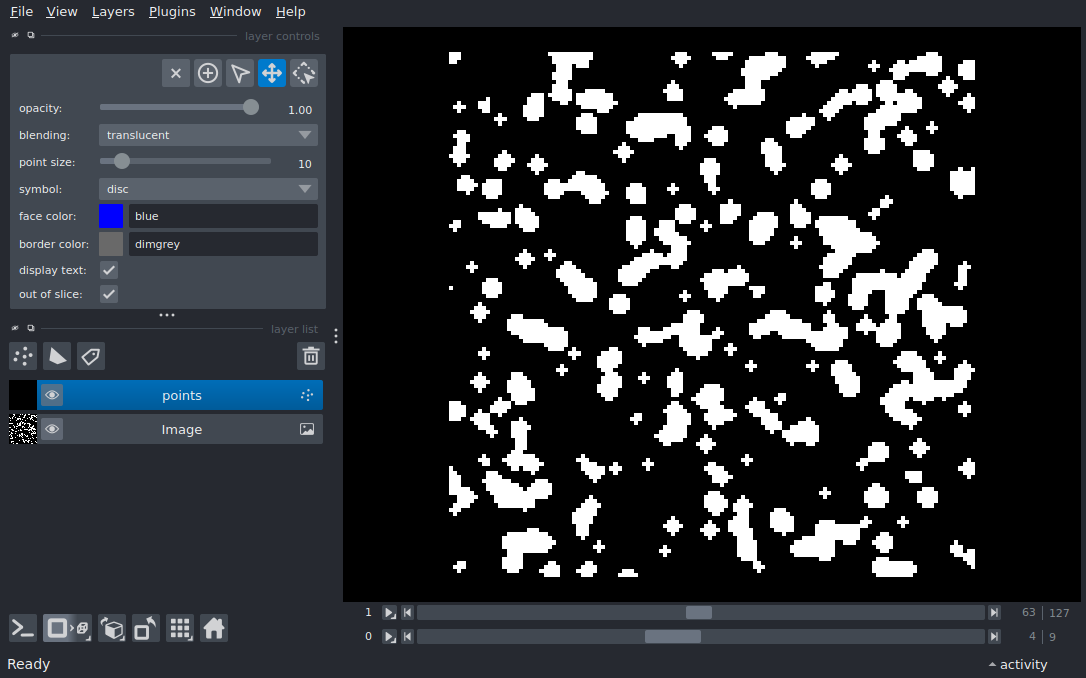 File View Layers Plugins Window Help
layer controls
opacity: 1.00
blending: translucent
point size: 10
symbol: disc
face color: blue
border color: dimgrey
display text:
out of slice:
layer list
points
Image
1 63 127
0 4 9
Ready activity